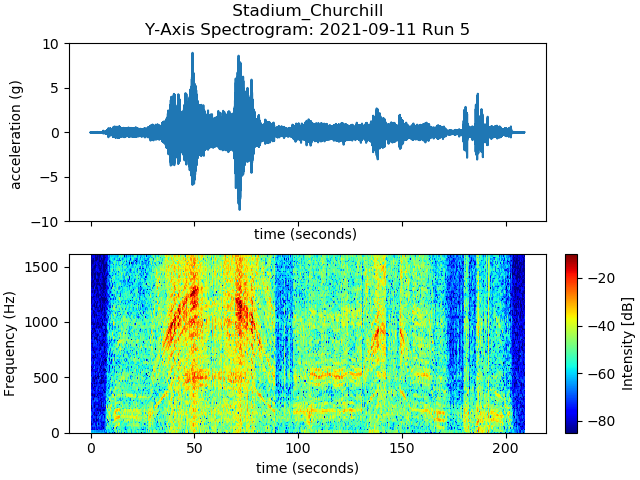 Stadium_Churchill
Y-Axis Spectrogram: 2021-09-11 Run 5
acceleration (g)
10
5
0
−5
−10
time (seconds)
Frequency (Hz)
1500
1000
500
0
0
50
100
150
200
time (seconds)
−20
−40
−60
−80
Intensity [dB]